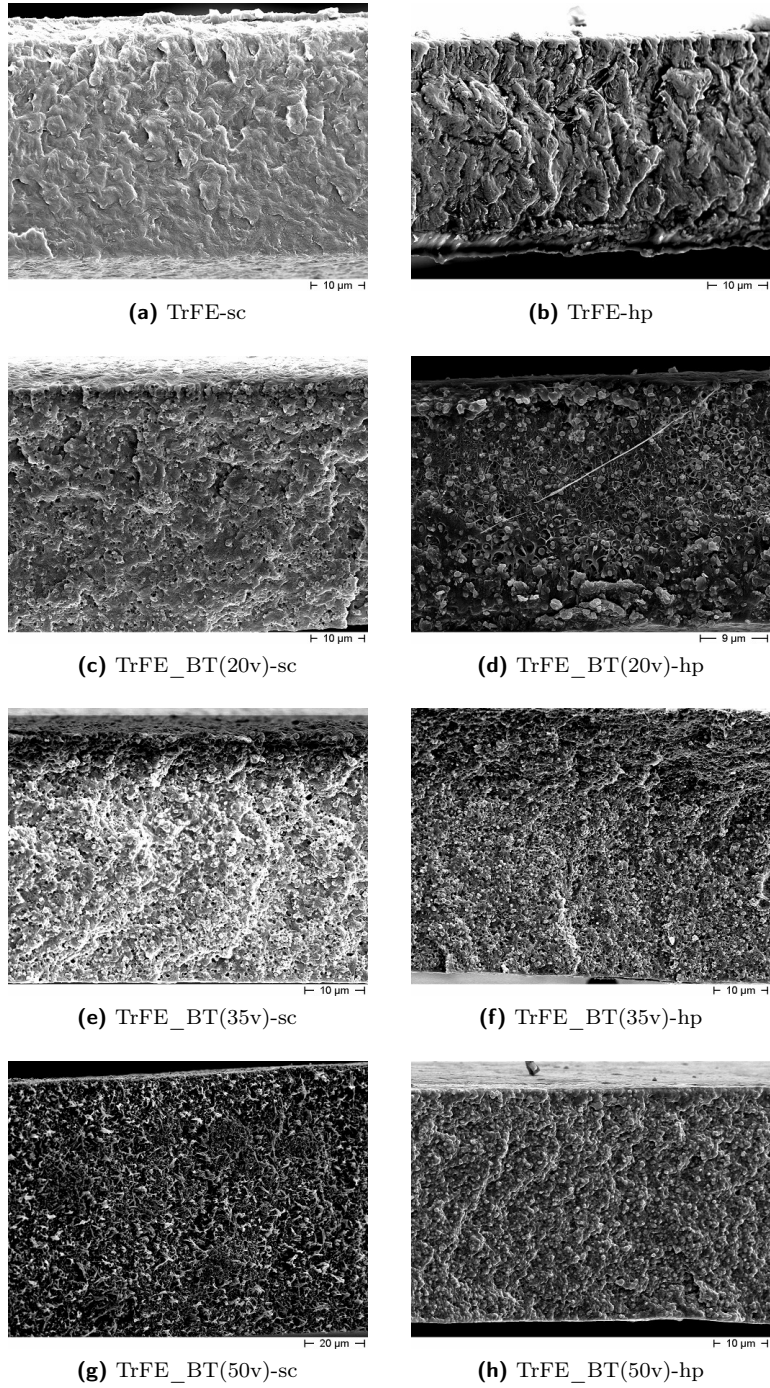 10 µm
10 µm
(a) TrFE-sc
(b) TrFE-hp
10 µm
9 µm
(c) TrFE_BT(20v)-sc
(d) TrFE_BT(20v)-hp
10 µm
10 µm
(e) TrFE_BT(35v)-sc
(f) TrFE_BT(35v)-hp
20 µm
10 µm
(g) TrFE_BT(50v)-sc
(h) TrFE_BT(50v)-hp